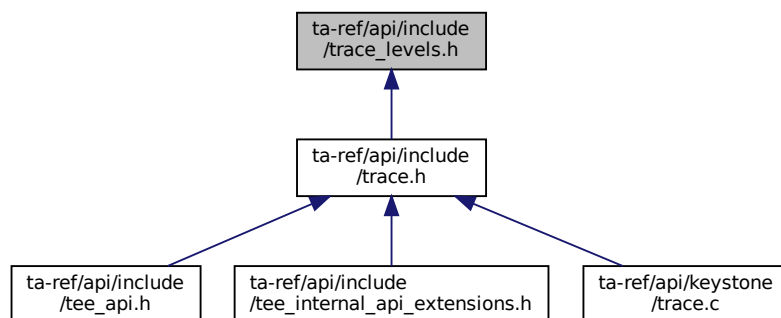 ta-ref/api/include
/trace_levels.h
ta-ref/api/include
/trace.h
ta-ref/api/include
/tee_api.h
ta-ref/api/include
/tee_internal_api_extensions.h
ta-ref/api/keystone
/trace.c